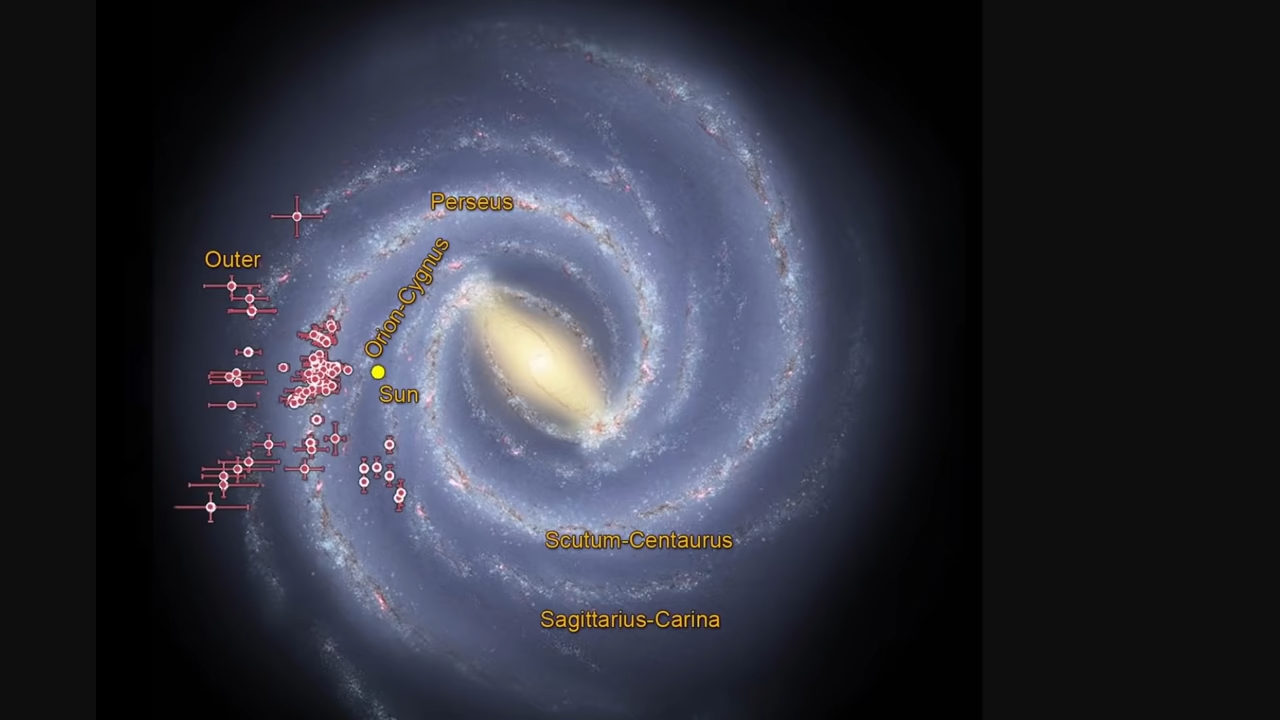 Perseus
Outer
Orion-Cygnus
Sun
Scutum-Centaurus
Sagittarius-Carina